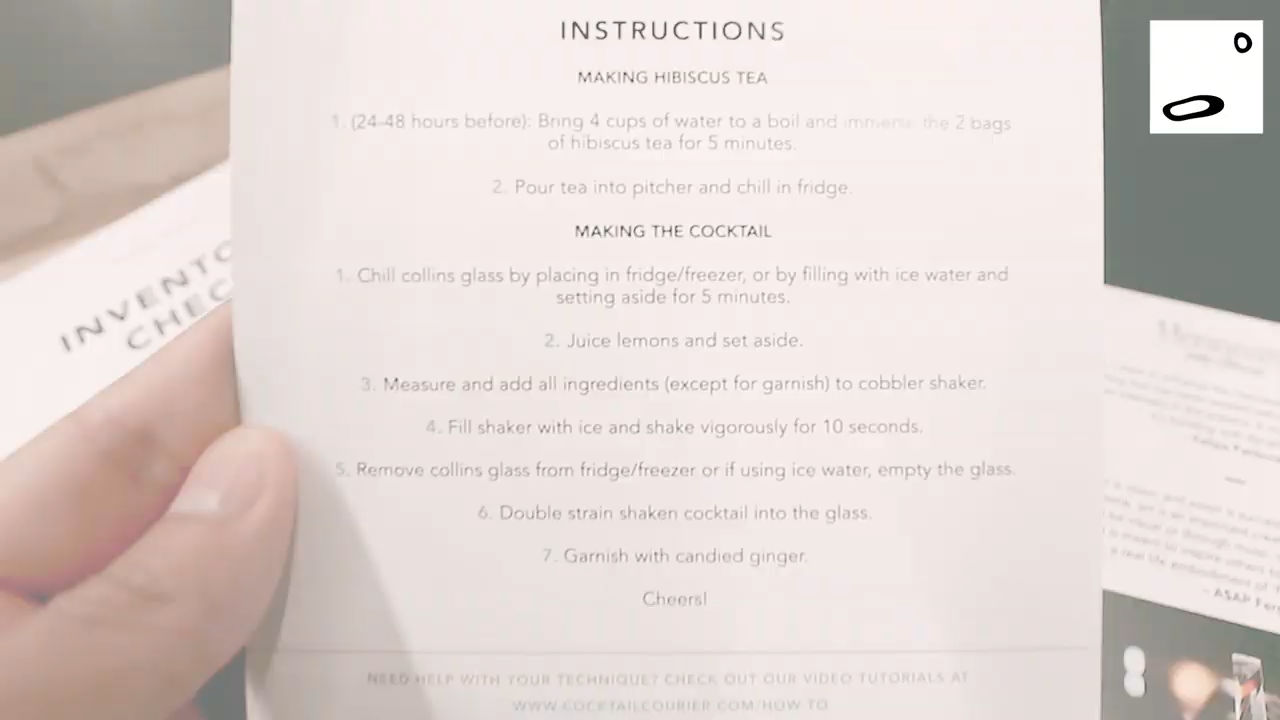 INSTRUCTIONS
MAKING HIBISCUS TEA
1. (24-48 hours before): Bring 4 cups of water to a boil and immerse the 2 bags
of hibiscus tea for 5 minutes.
2. Pour tea into pitcher and chill in fridge.
MAKING THE COCKTAIL
1. Chill collins glass by placing in fridge/freezer, or by filling with ice water and
setting aside for 5 minutes.
2. Juice lemons and set aside.
3. Measure and add all ingredients (except for garnish) to cobbler shaker.
4. Fill shaker with ice and shake vigorously for 10 seconds.
5. Remove collins glass from fridge/freezer or if using ice water, empty the glass.
6. Double strain shaken cocktail into the glass.
7. Garnish with candied ginger.
Cheers!
NEED HELP WITH YOUR TECHNIQUE? CHECK OUT OUR VIDEO TUTORIALS AT
WWW.COCKTAILCOURIER.COM/HOW-TO
INVENTO
CHEC
- ASAP Fer